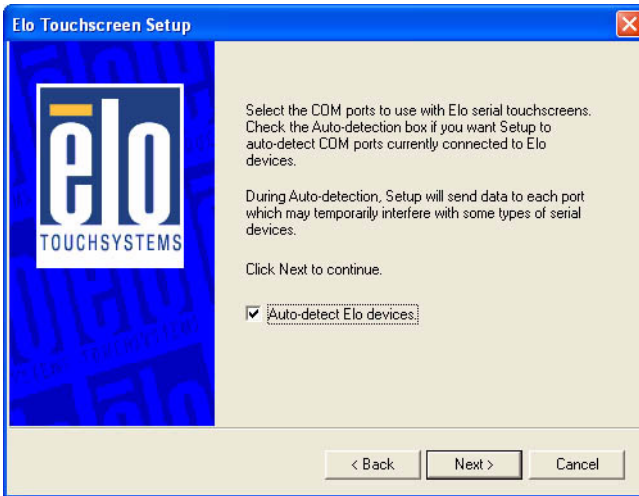 Elo Touchscreen Setup
elo
TOUCHSYSTEMS
Select the COM ports to use with Elo serial touchscreens.
Check the Auto-detection box if you want Setup to
auto-detect COM ports currently connected to Elo
devices.
During Auto-detection, Setup will send data to each port
which may temporarily interfere with some types of serial
devices.
Click Next to continue.
Auto-detect Elo devices.
< Back
Next >
Cancel